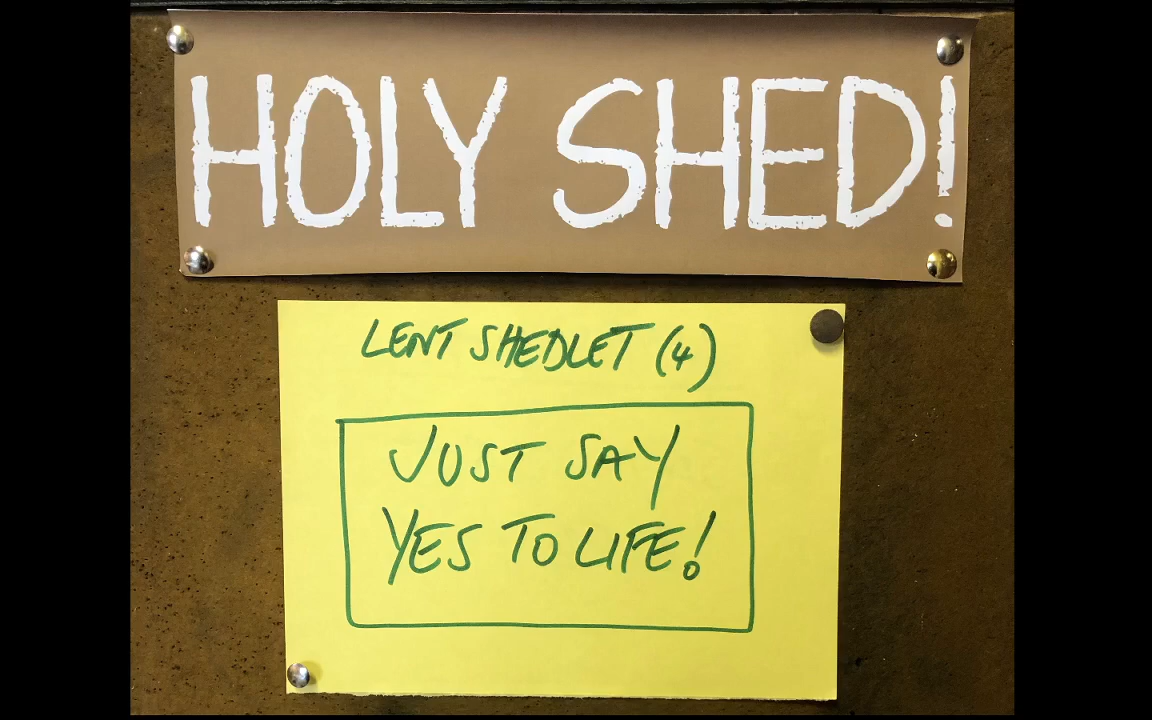 HOLY SHED!
LENT SHEDLET (4)
JUST SAY
YES TO LIFE!